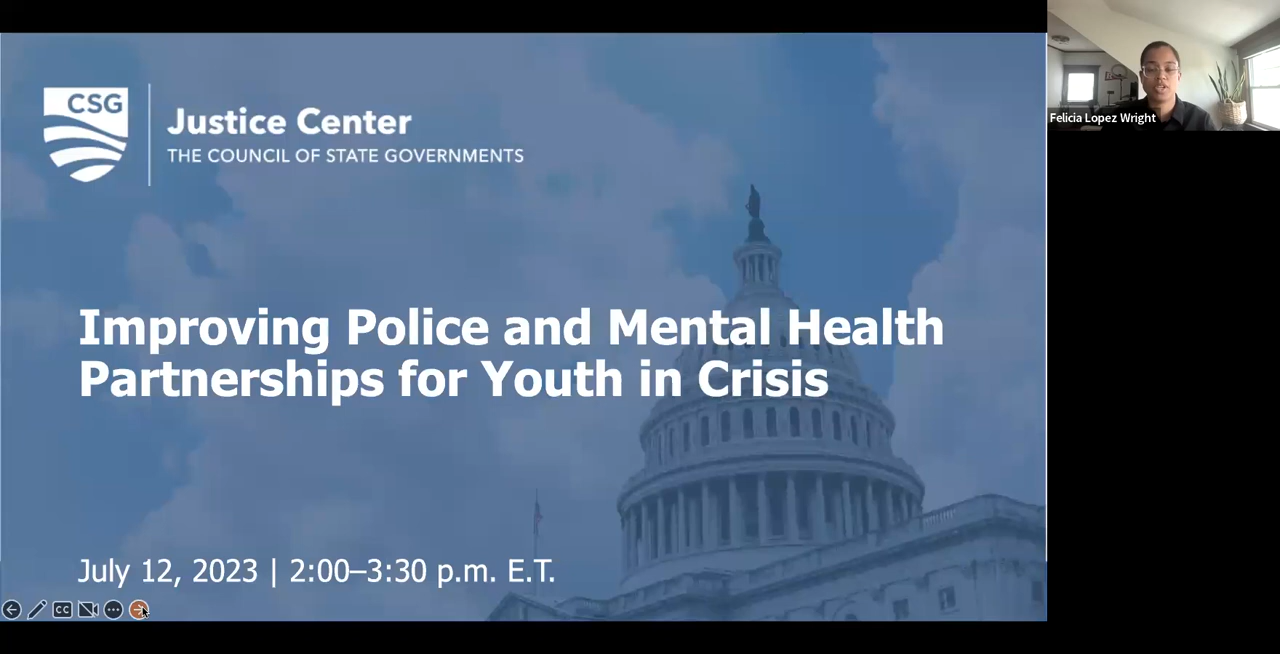 CSG
Justice Center
THE COUNCIL OF STATE GOVERNMENTS
Felicia Lopez Wright
Improving Police and Mental Health
Partnerships for Youth in Crisis
July 12, 2023 | 2:00–3:30 p.m. E.T.
CC